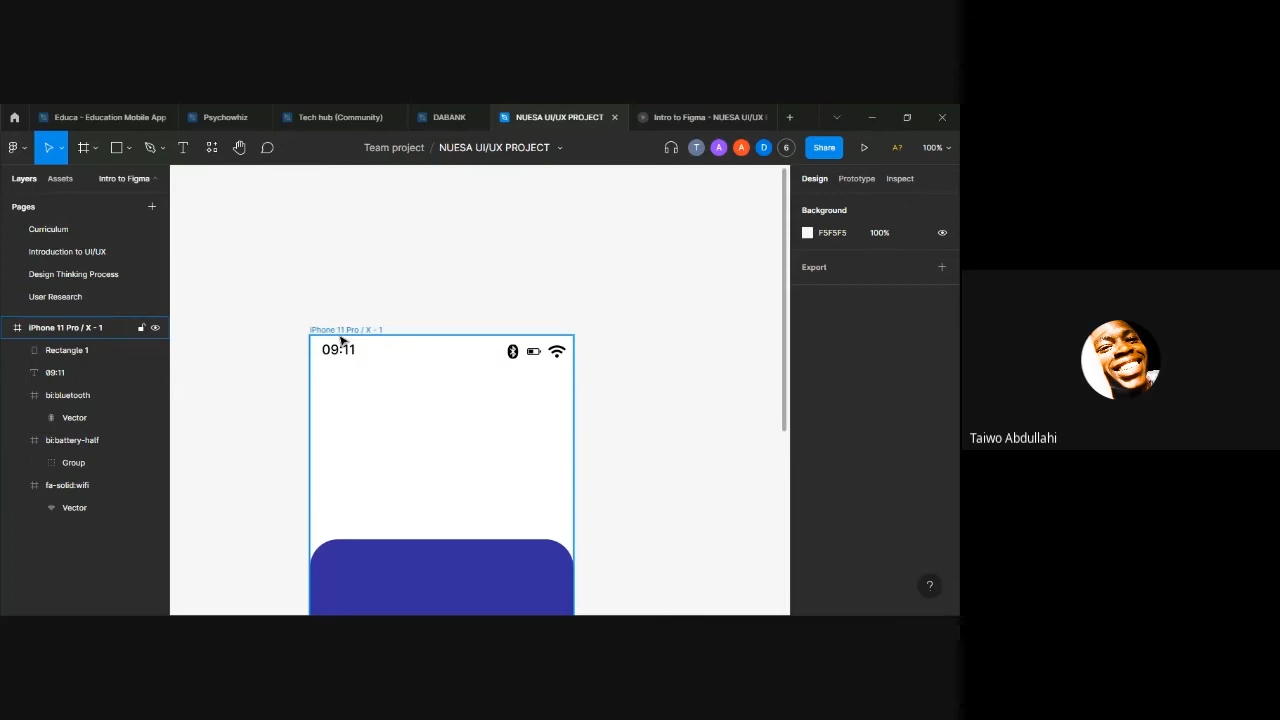 Educa - Education Mobile App
Psychowhiz
Tech hub (Community)
DABANK
NUESA UI/UX PROJECT
Intro to Figma - NUESA UI/UX
Team project / NUESA UI/UX PROJECT
T
A
A
D
6
Share
A?
100%
Layers
Assets
Intro to Figma
Design
Prototype
Inspect
Pages
Curriculum
Introduction to UI/UX
Design Thinking Process
User Research
iPhone 11 Pro / X - 1
Rectangle 1
09:11
bi:bluetooth
Vector
bi:battery-half
Group
fa-solid:wifi
Vector
iPhone 11 Pro / X - 1
09:11
Background
F5F5F5 100%
Export
?
Taiwo Abdullahi